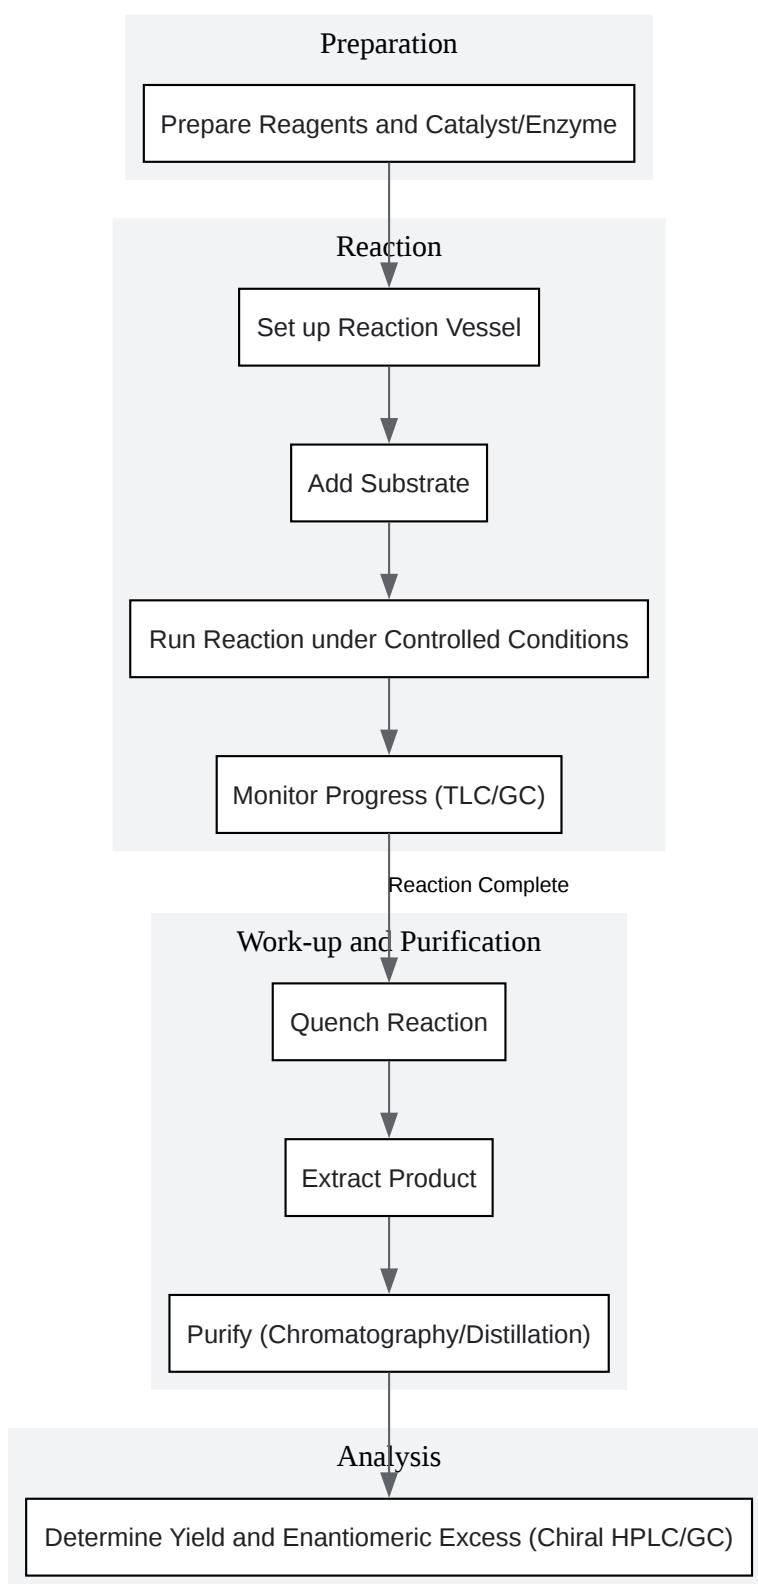 Preparation
Prepare Reagents and Catalyst/Enzyme
Reaction
Set up Reaction Vessel
Add Substrate
Run Reaction under Controlled Conditions
Monitor Progress (TLC/GC)
Reaction Complete
Work-up and Purification
Quench Reaction
Extract Product
Purify (Chromatography/Distillation)
Analysis
Determine Yield and Enantiomeric Excess (Chiral HPLC/GC)